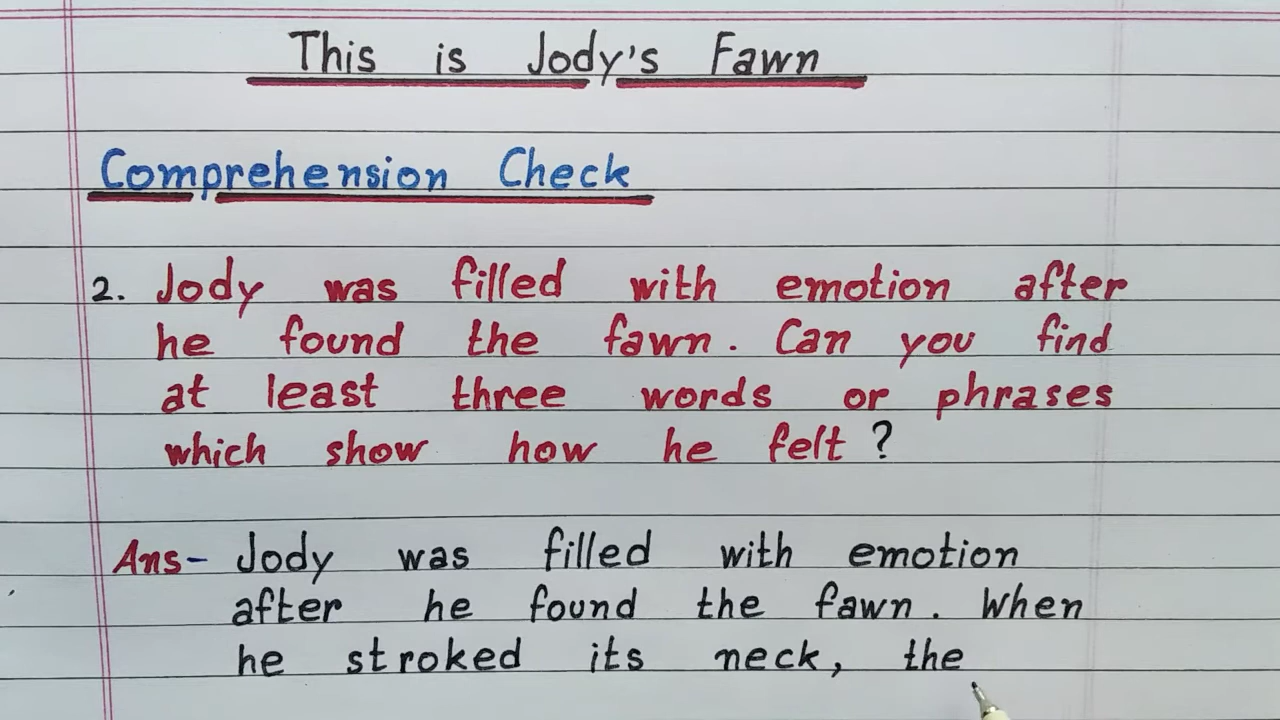 This is Jody's Fawn
Comprehension Check
2. Jody was filled with emotion after
he found the fawn. Can you find
at least three words or phrases
which show how he felt?
Ans- Jody was filled with emotion
after he found the fawn. When
he stroked its neck, the